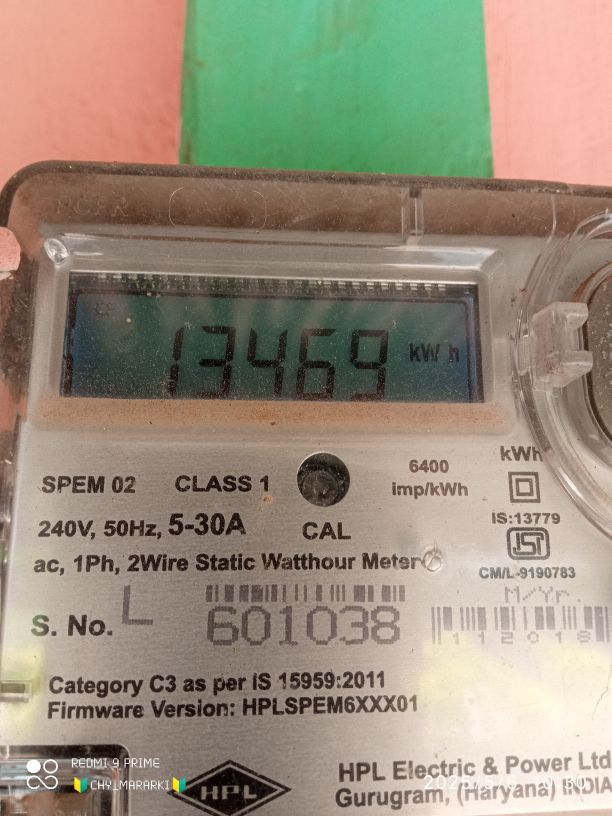 13469 kWh
SPEM 02 CLASS 1 6400 imp/kWh kWh
240V, 50Hz, 5-30A CAL IS:13779
ac, 1Ph, 2Wire Static Watthour Meter CM/L-9190783
M/Yr.
S. No. L 601038 112018
Category C3 as per IS 15959:2011
Firmware Version: HPLSPEM6XXX01
HPL
HPL Electric & Power Ltd
Gurugram, (Haryana) INDIA
REDMI 9 PRIME
CHY_MARARKI